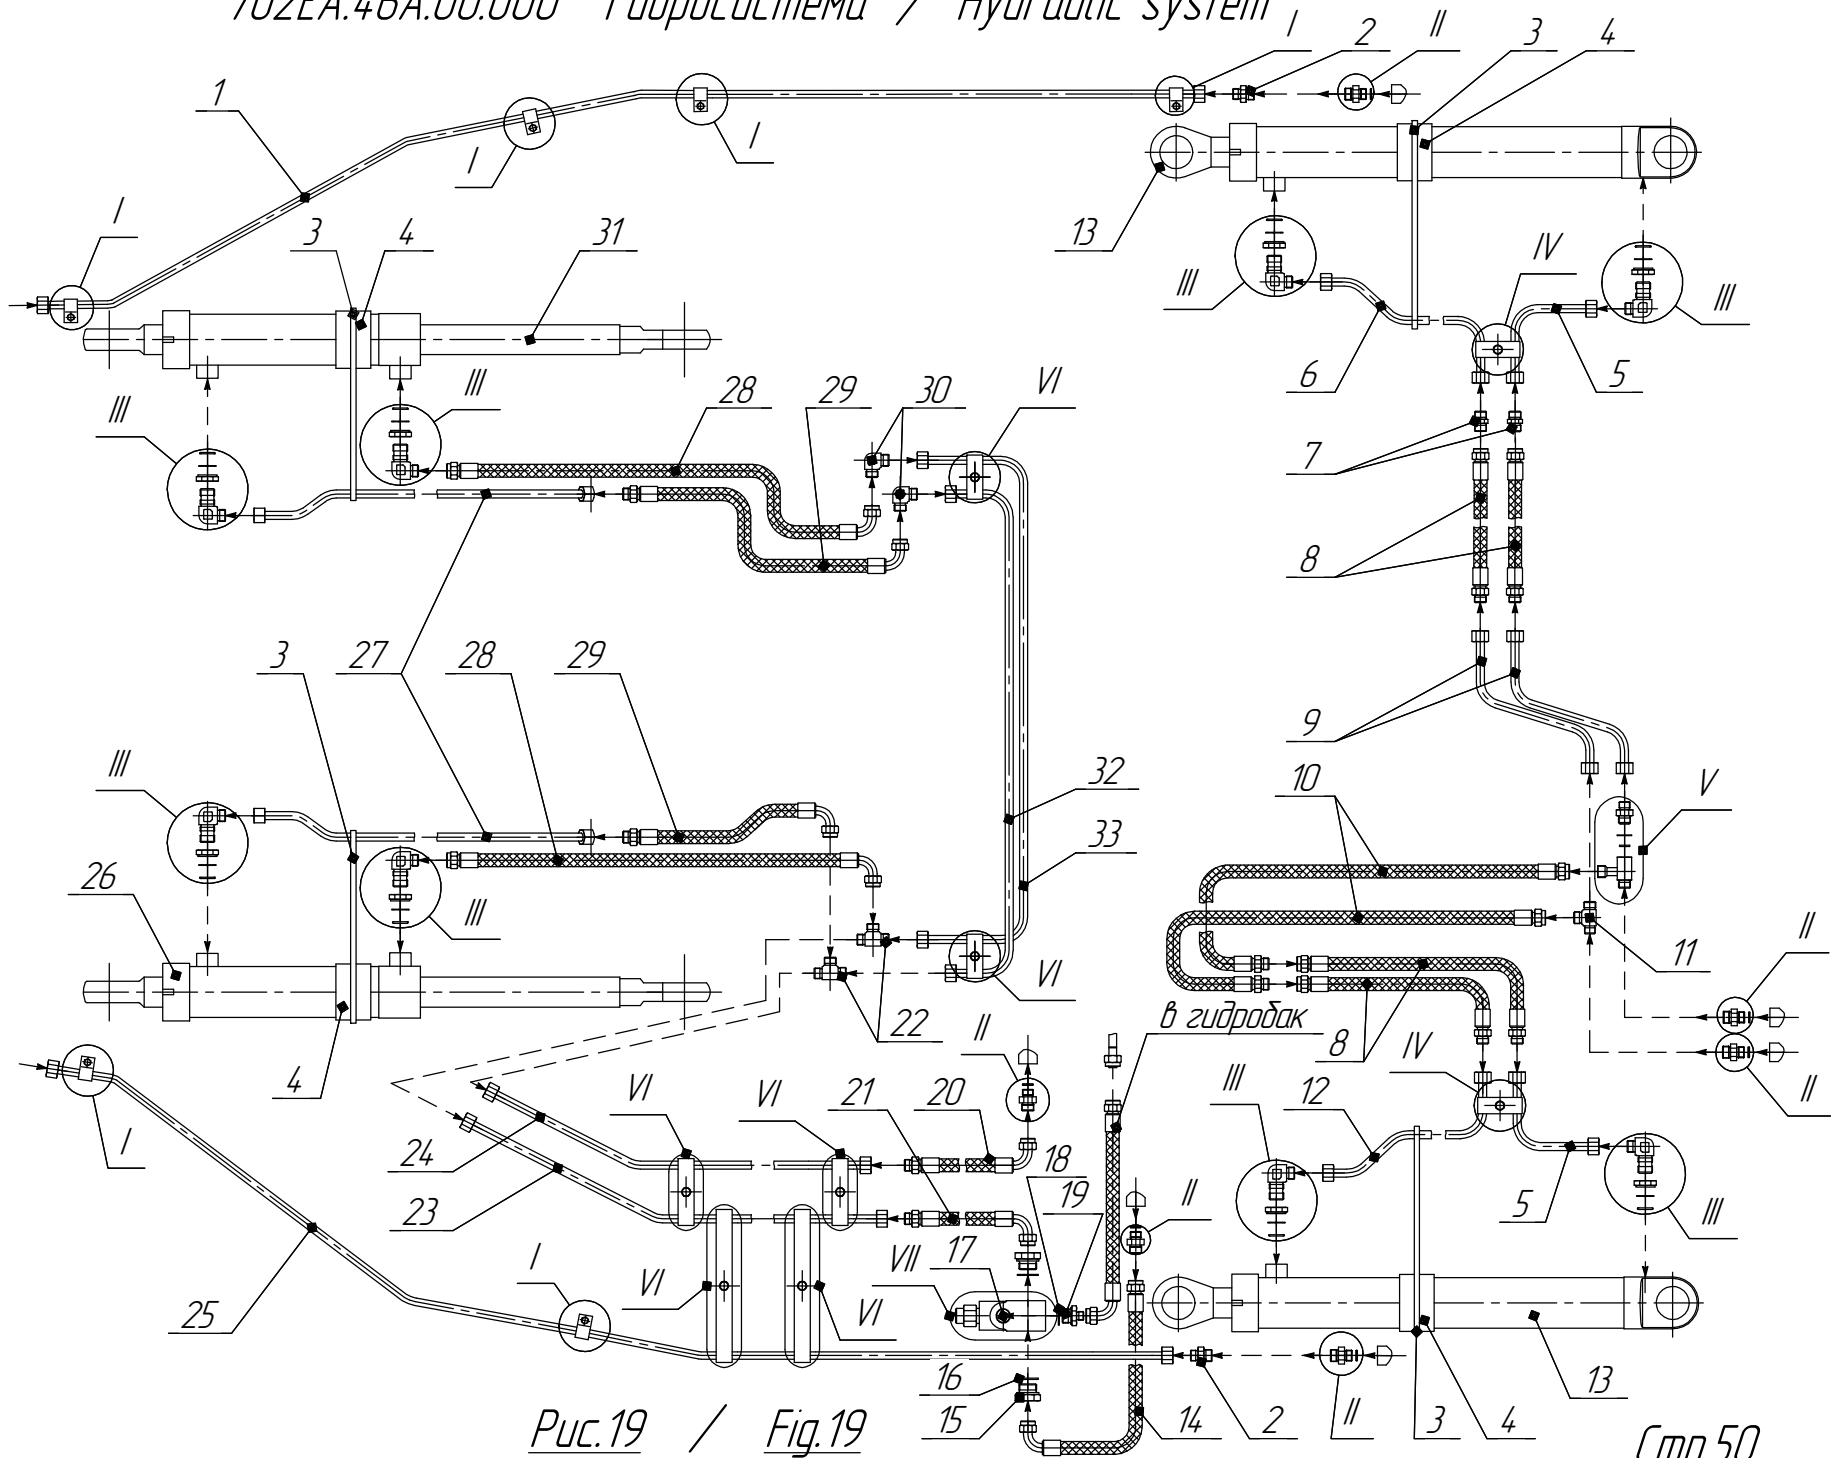 702ЕА.46А.00.000 Гидросистема / Hydraulic system
I 2 II 3 4
1
I I
I 3 4 31 13 III IV III
III III 28 29 30 VI 6 5
7
8
3 27 28 29
9
III 32 10 V
33
26 III
11 II
VI
22 II в гидробак 8 IV
4 II
I VI VI 21 20 III 12
24 18
23 19 II 5 III
I VII 17
25 VI VI
16 13
15 14 2 II 3 4
Рис.19 / Fig.19
Стр.50